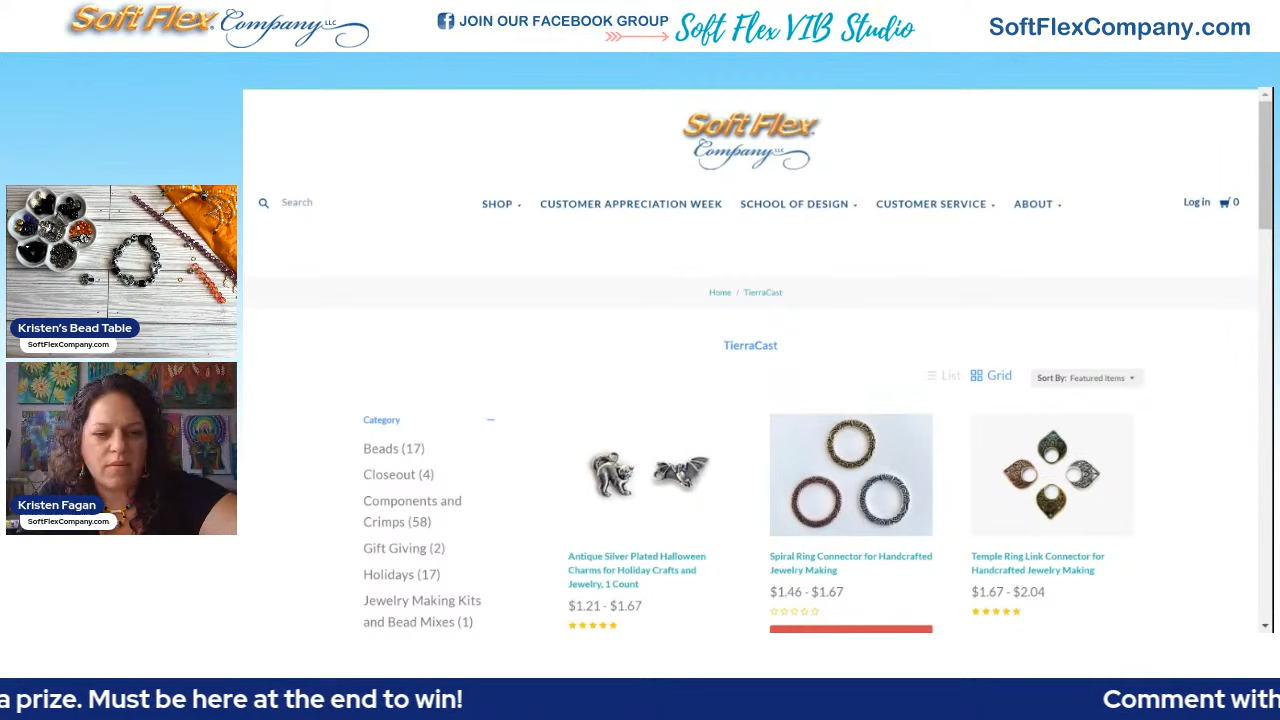 Soft Flex Company, LLC
JOIN OUR FACEBOOK GROUP
Soft Flex VIB Studio
SoftFlexCompany.com
Soft Flex
Company, LLC
Search
SHOP
CUSTOMER APPRECIATION WEEK
SCHOOL OF DESIGN
CUSTOMER SERVICE
ABOUT
Log in
0
Home / TierraCast
TierraCast
List
Grid
Sort By: Featured Items
Category
Beads (17)
Closeout (4)
Components and
Crimps (58)
Gift Giving (2)
Holidays (17)
Jewelry Making Kits
and Bead Mixes (1)
Antique Silver Plated Halloween
Charms for Holiday Crafts and
Jewelry, 1 Count
$1.21 - $1.67
Spiral Ring Connector for Handcrafted
Jewelry Making
$1.46 - $1.67
Temple Ring Link Connector for
Handcrafted Jewelry Making
$1.67 - $2.04
Kristen's Bead Table
SoftFlexCompany.com
Kristen Fagan
SoftFlexCompany.com
a prize. Must be here at the end to win!
Comment with